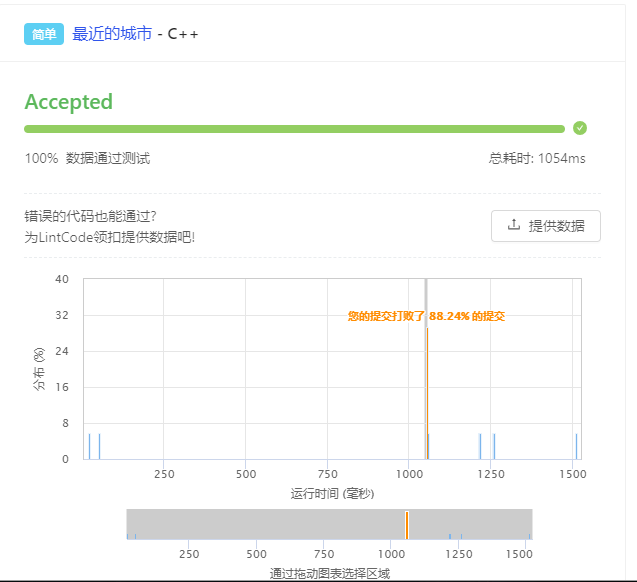 简单 最近的城市 - C++
Accepted
100% 数据通过测试 总耗时: 1054ms
错误的代码也能通过?
为LintCode领扣提供数据吧!
提供数据
40
32
24
16
8
0
分布 (%)
您的提交打败了 88.24% 的提交
250 500 750 1000 1250 1500
运行时间 (毫秒)
250 500 750 1000 1250 1500
通过拖动图表选择区域